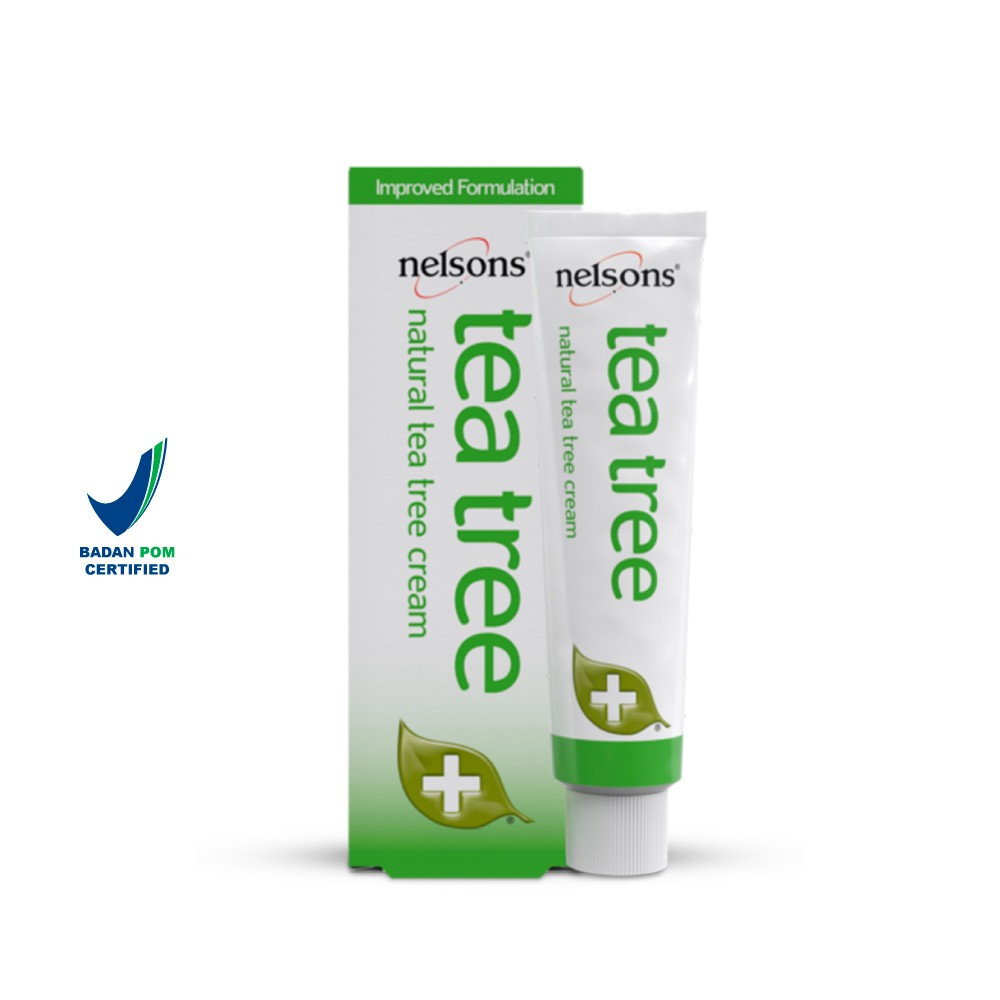 Improved Formulation
nelsons®
tea tree
natural tea tree cream
®
nelsons®
tea tree
natural tea tree cream
®
BADAN POM
CERTIFIED